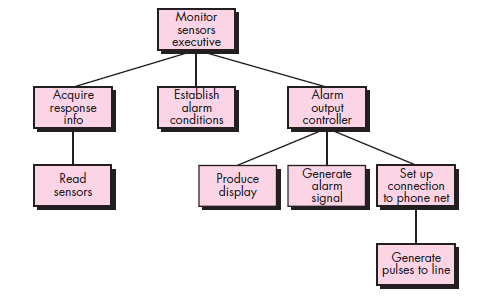 Monitor
sensors
executive
Acquire
response
info
Establish
alarm
conditions
Alarm
output
controller
Read
sensors
Produce
display
Generate
alarm
signal
Set up
connection
to phone net
Generate
pulses to line